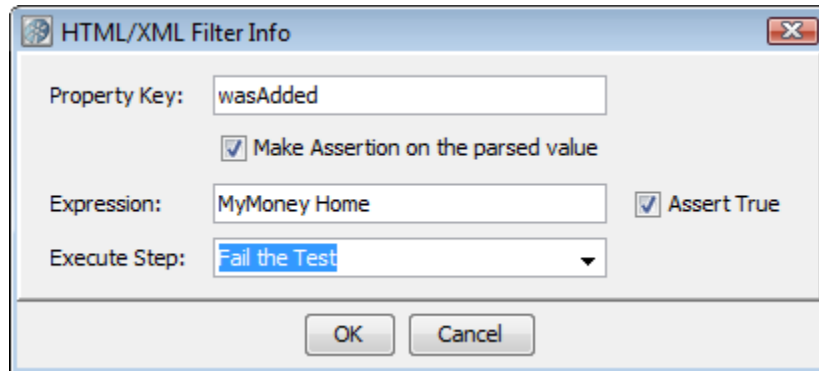 HTML/XML Filter Info
Property Key: wasAdded
Make Assertion on the parsed value
Expression: MyMoney Home Assert True
Execute Step: Fail the Test
OK Cancel